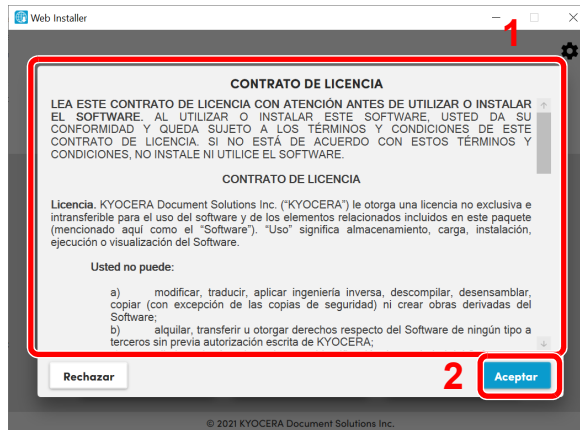 Web Installer
1
CONTRATO DE LICENCIA
LEA ESTE CONTRATO DE LICENCIA CON ATENCIÓN ANTES DE UTILIZAR O INSTALAR
EL SOFTWARE. AL UTILIZAR O INSTALAR ESTE SOFTWARE, USTED DA SU
CONFORMIDAD Y QUEDA SUJETO A LOS TÉRMINOS Y CONDICIONES DE ESTE
CONTRATO DE LICENCIA. SI NO ESTÁ DE ACUERDO CON ESTOS TÉRMINOS Y
CONDICIONES, NO INSTALE NI UTILICE EL SOFTWARE.
CONTRATO DE LICENCIA
Licencia. KYOCERA Document Solutions Inc. (“KYOCERA”) le otorga una licencia no exclusiva e
intransferible para el uso del software y de los elementos relacionados incluidos en este paquete
(mencionado aquí como el “Software”). “Uso” significa almacenamiento, carga, instalación,
ejecución o visualización del Software.
Usted no puede:
a) modificar, traducir, aplicar ingeniería inversa, descompilar, desensamblar,
copiar (con excepción de las copias de seguridad) ni crear obras derivadas del
Software;
b) alquilar, transferir u otorgar derechos respecto del Software de ningún tipo a
terceros sin previa autorización escrita de KYOCERA;
Rechazar
2
Aceptar
© 2021 KYOCERA Document Solutions Inc.